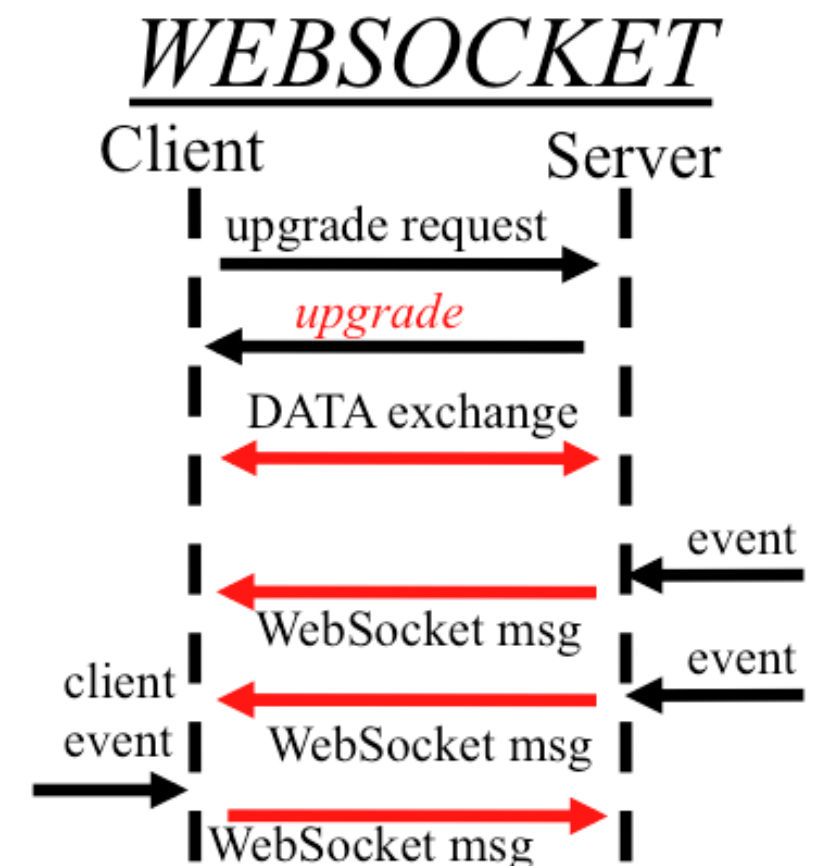 WEBSOCKET
Client
Server
upgrade request
upgrade
DATA exchange
event
WebSocket msg
event
client
event
WebSocket msg
WebSocket msg